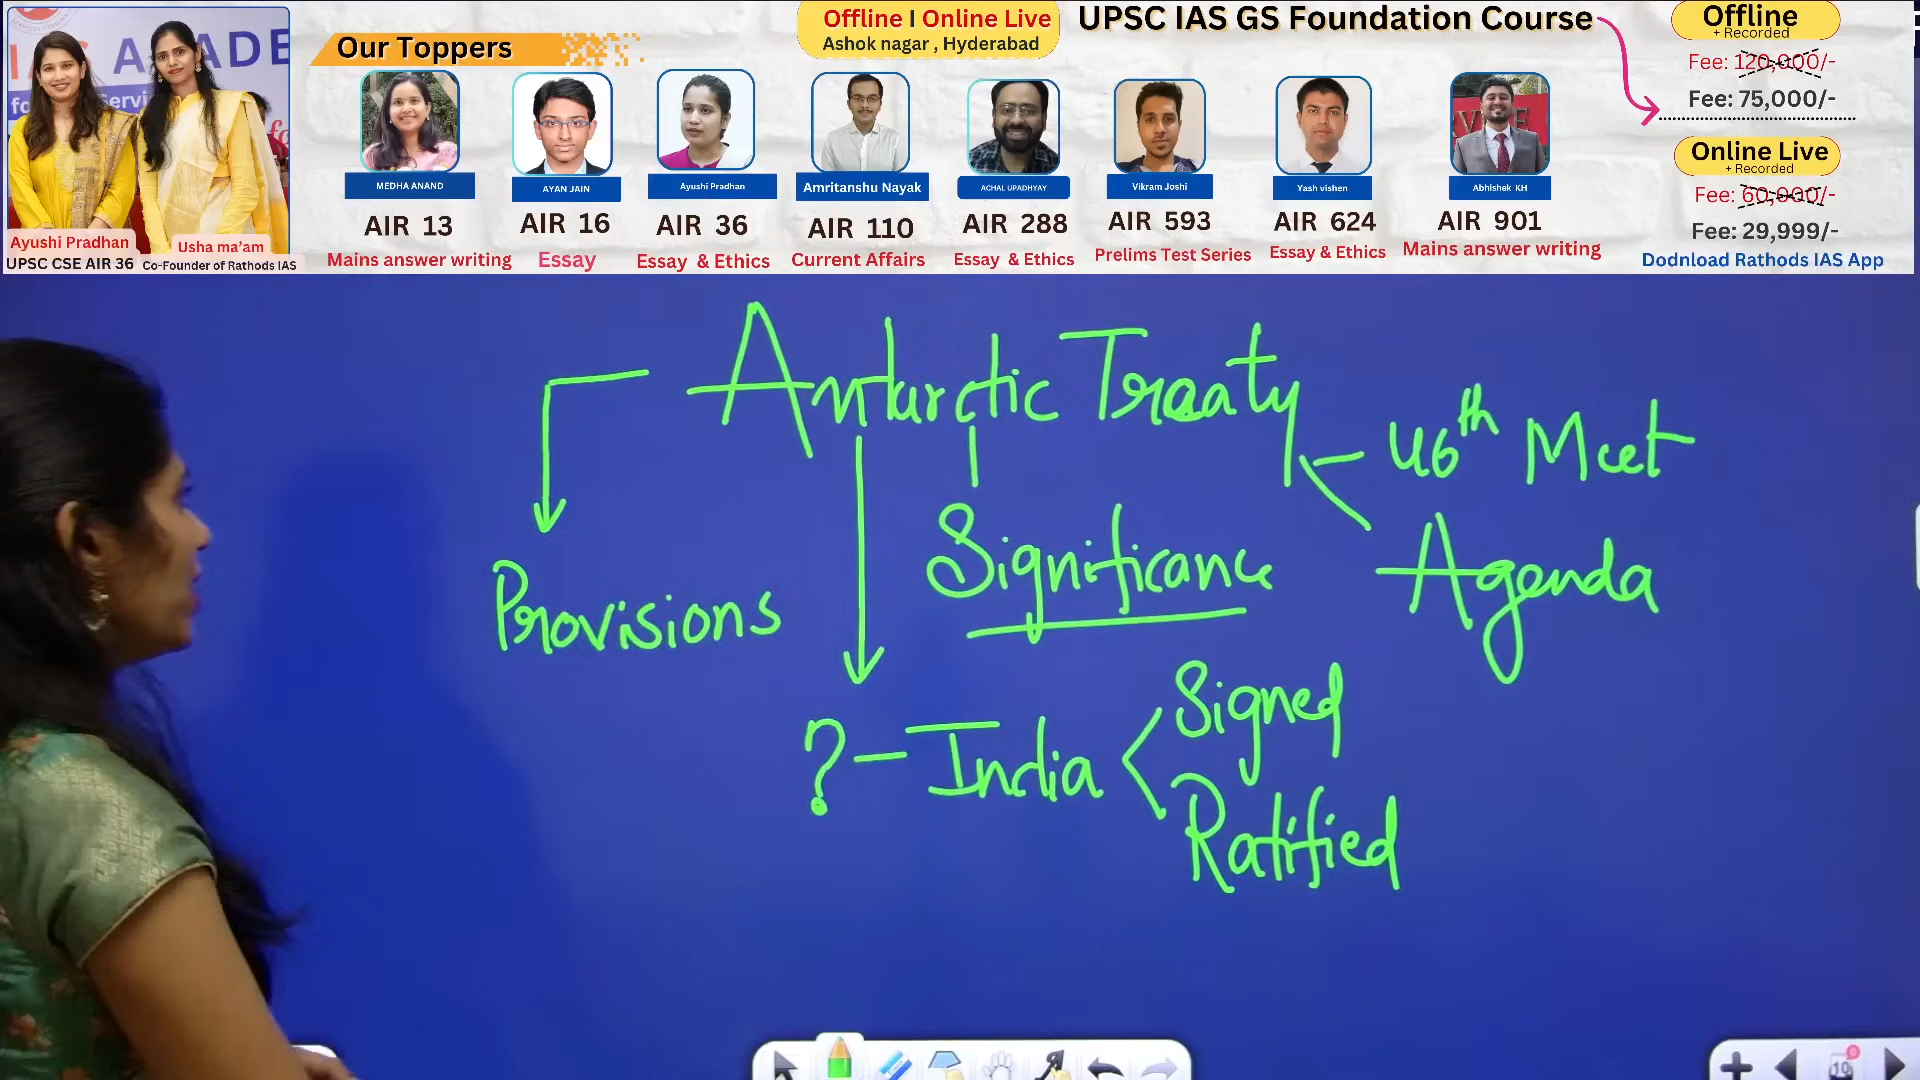 Our Toppers
Offline I Online Live
Ashok nagar , Hyderabad
UPSC IAS GS Foundation Course
Offline
+ Recorded
Fee: 120,000/-
Fee: 75,000/-
Online Live
+ Recorded
Fee: 60,000/-
Fee: 29,999/-
Dodnload Rathods IAS App
Ayushi Pradhan
UPSC CSE AIR 36
Usha ma’am
Co-Founder of Rathods IAS
MEDHA ANAND
AIR 13
Mains answer writing
AYAN JAIN
AIR 16
Essay
Ayushi Pradhan
AIR 36
Essay & Ethics
Amritanshu Nayak
AIR 110
Current Affairs
ACHAL UPADHYAY
AIR 288
Essay & Ethics
Vikram Joshi
AIR 593
Prelims Test Series
Yash vishen
AIR 624
Essay & Ethics
Abhishek KH
AIR 901
Mains answer writing
Antarctic Treaty
46th Meet
Agenda
Significance
Provisions
? - India
Signed
Ratified
10